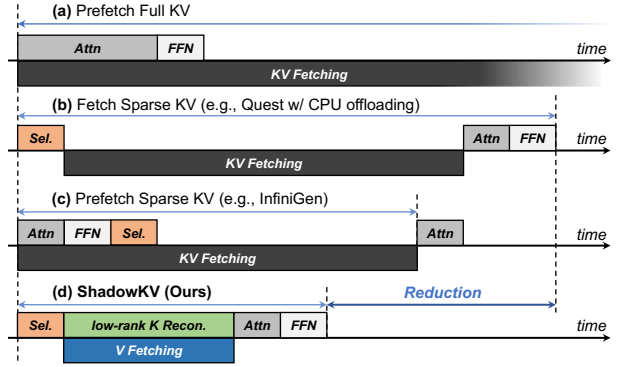 (a) Prefetch Full KV
Attn FFN time
KV Fetching
(b) Fetch Sparse KV (e.g., Quest w/ CPU offloading)
Sel. Attn FFN time
KV Fetching
(c) Prefetch Sparse KV (e.g., InfiniGen)
Attn FFN Sel. Attn time
KV Fetching
(d) ShadowKV (Ours) Reduction
Sel. low-rank K Recon. Attn FFN time
V Fetching